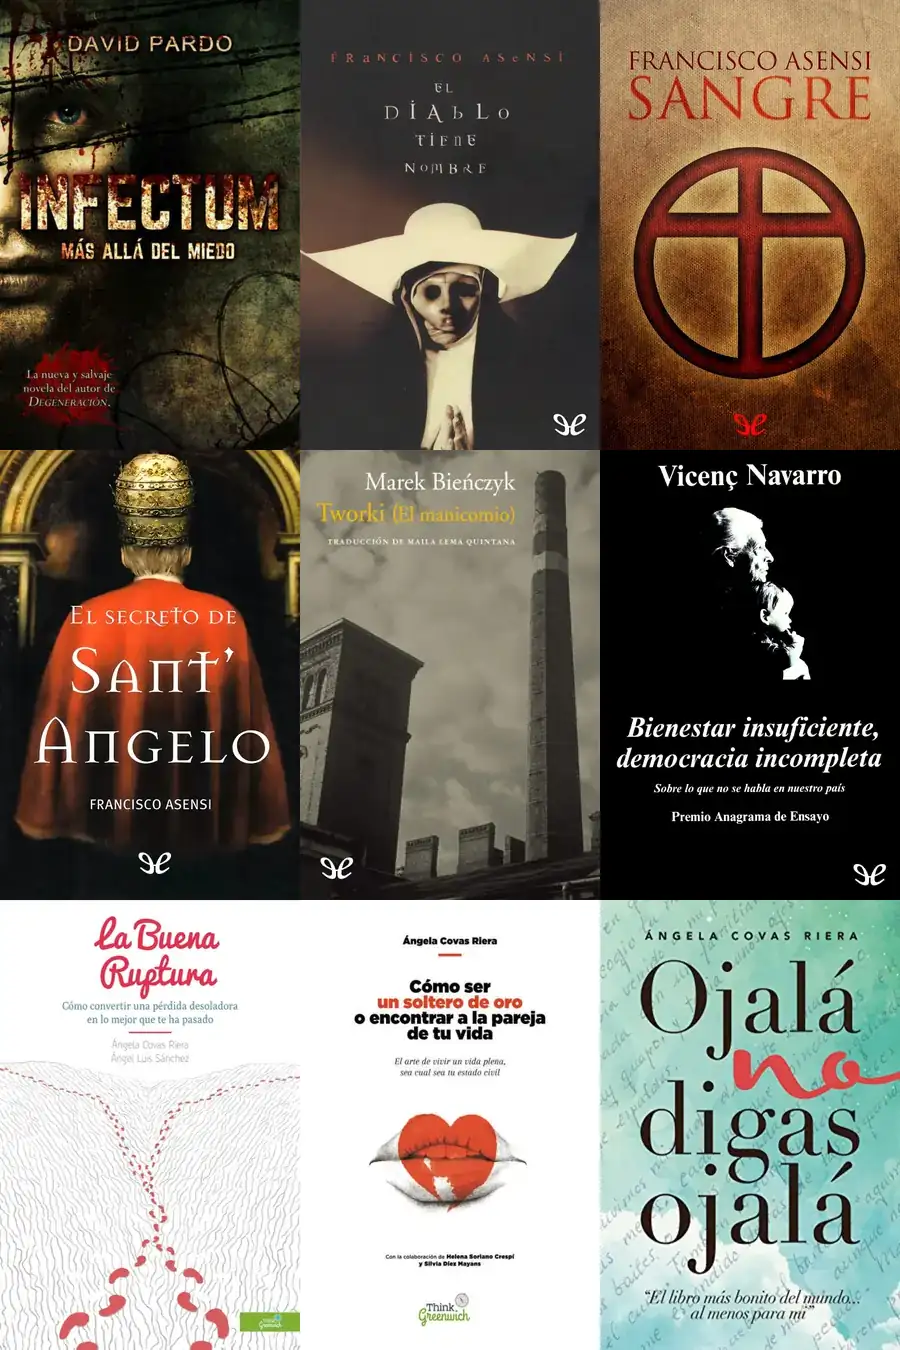 DAVID PARDO
INFECTUM
MÁS ALLÁ DEL MIEDO
La nueva y salvaje
novela del autor de
DEGENERACIÓN.
FRANCISCO ASENSI
EL
DIABLO
TIENE
NOMBRE
FRANCISCO ASENSI
SANGRE
EL SECRETO DE
SANT'
ANGELO
FRANCISCO ASENSI
Marek Bieńczyk
Tworki (El manicomio)
TRADUCCIÓN DE MAILA LEMA QUINTANA
Vicenç Navarro
Bienestar insuficiente,
democracia incompleta
Sobre lo que no se habla en nuestro país
Premio Anagrama de Ensayo
La Buena
Ruptura
Cómo convertir una pérdida desoladora
en lo mejor que te ha pasado
Ángela Covas Riera
Ángel Luis Sánchez
Think
Greenwich
Ángela Covas Riera
Cómo ser
un soltero de oro
o encontrar a la pareja
de tu vida
El arte de vivir un vida plena,
sea cual sea tu estado civil
Con la colaboración de Helena Soriano Crespí
y Silvia Díez Mayans
Think
Greenwich
ÁNGELA COVAS RIERA
Ojalá
no
digas
ojalá
"El libro más bonito del mundo...
al menos para mí"